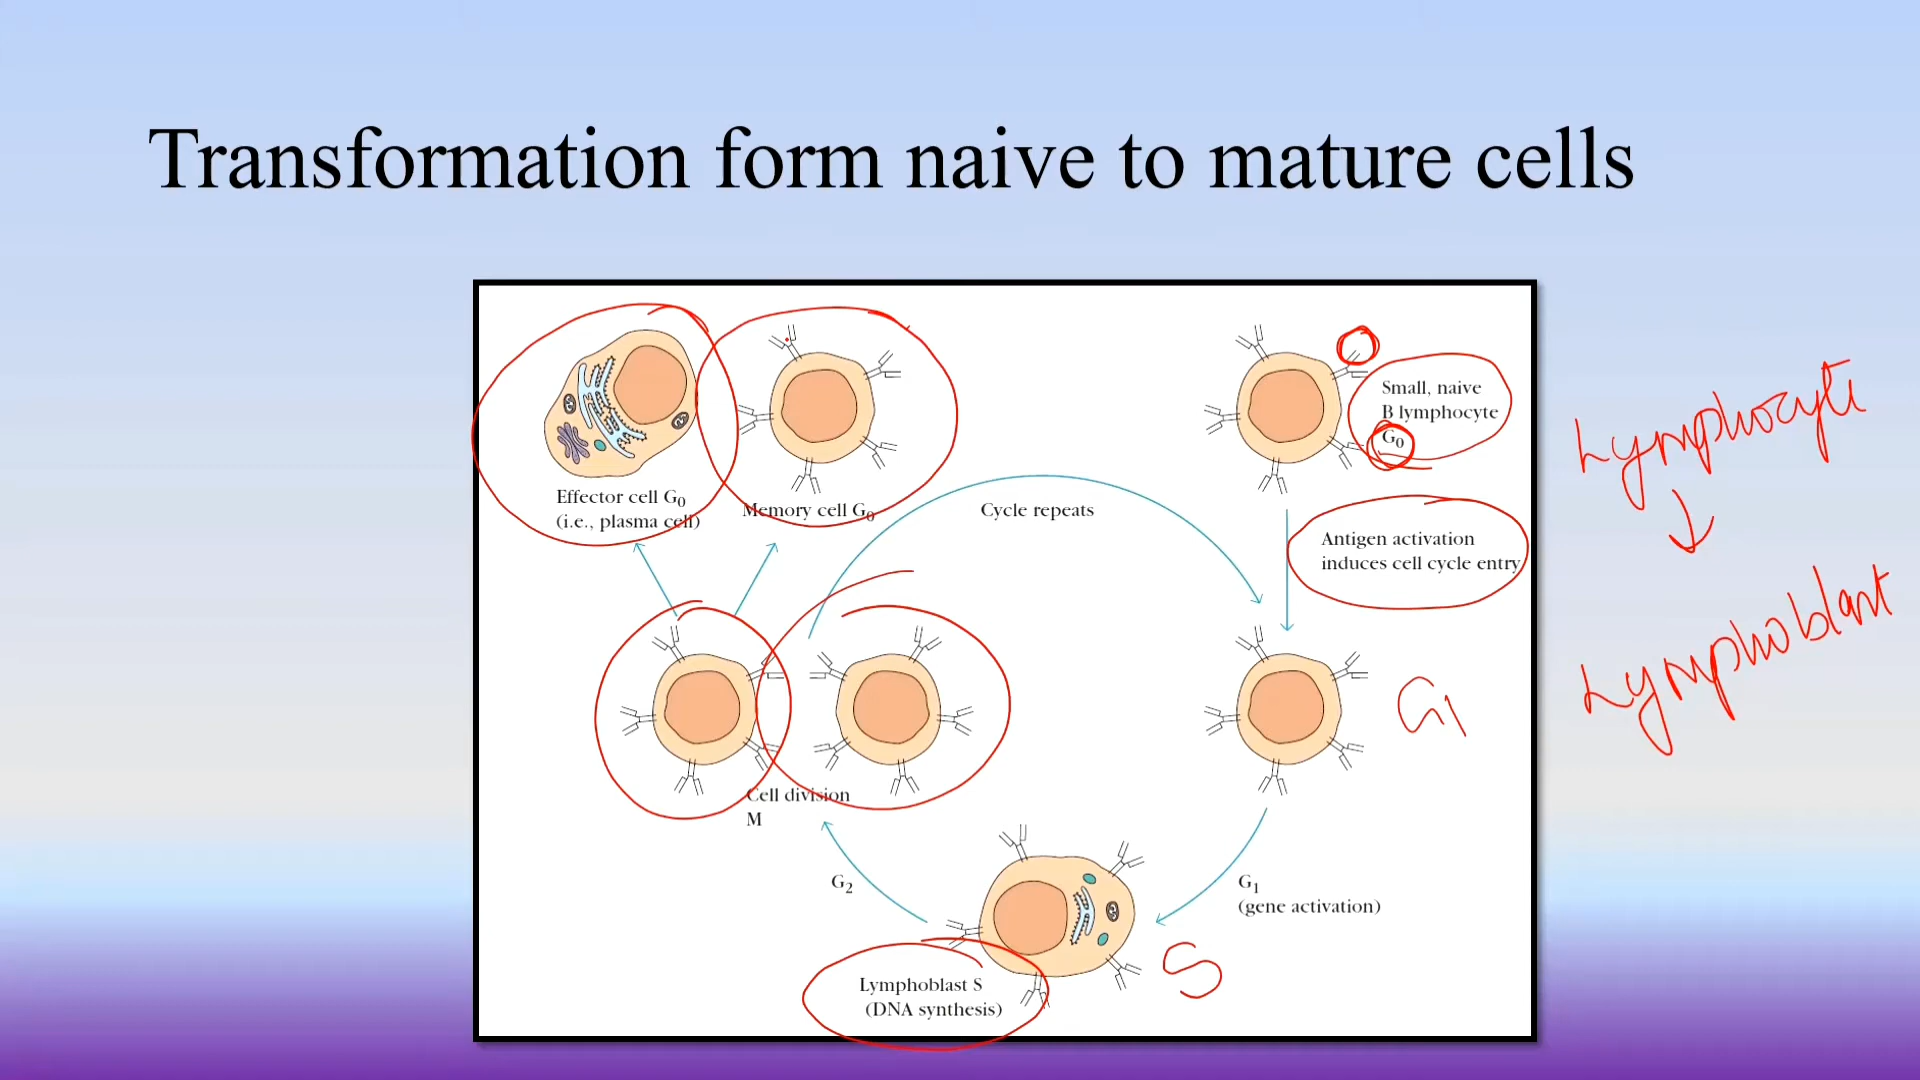 Transformation form naive to mature cells
Small, naive
B lymphocyte
G0
Effector cell G0
(i.e., plasma cell)
Memory cell G0
Cycle repeats
Antigen activation
induces cell cycle entry
Lymphocyte
↓
Lymphoblast
G1
Cell division
M
G2
G1
(gene activation)
S
Lymphoblast S
(DNA synthesis)